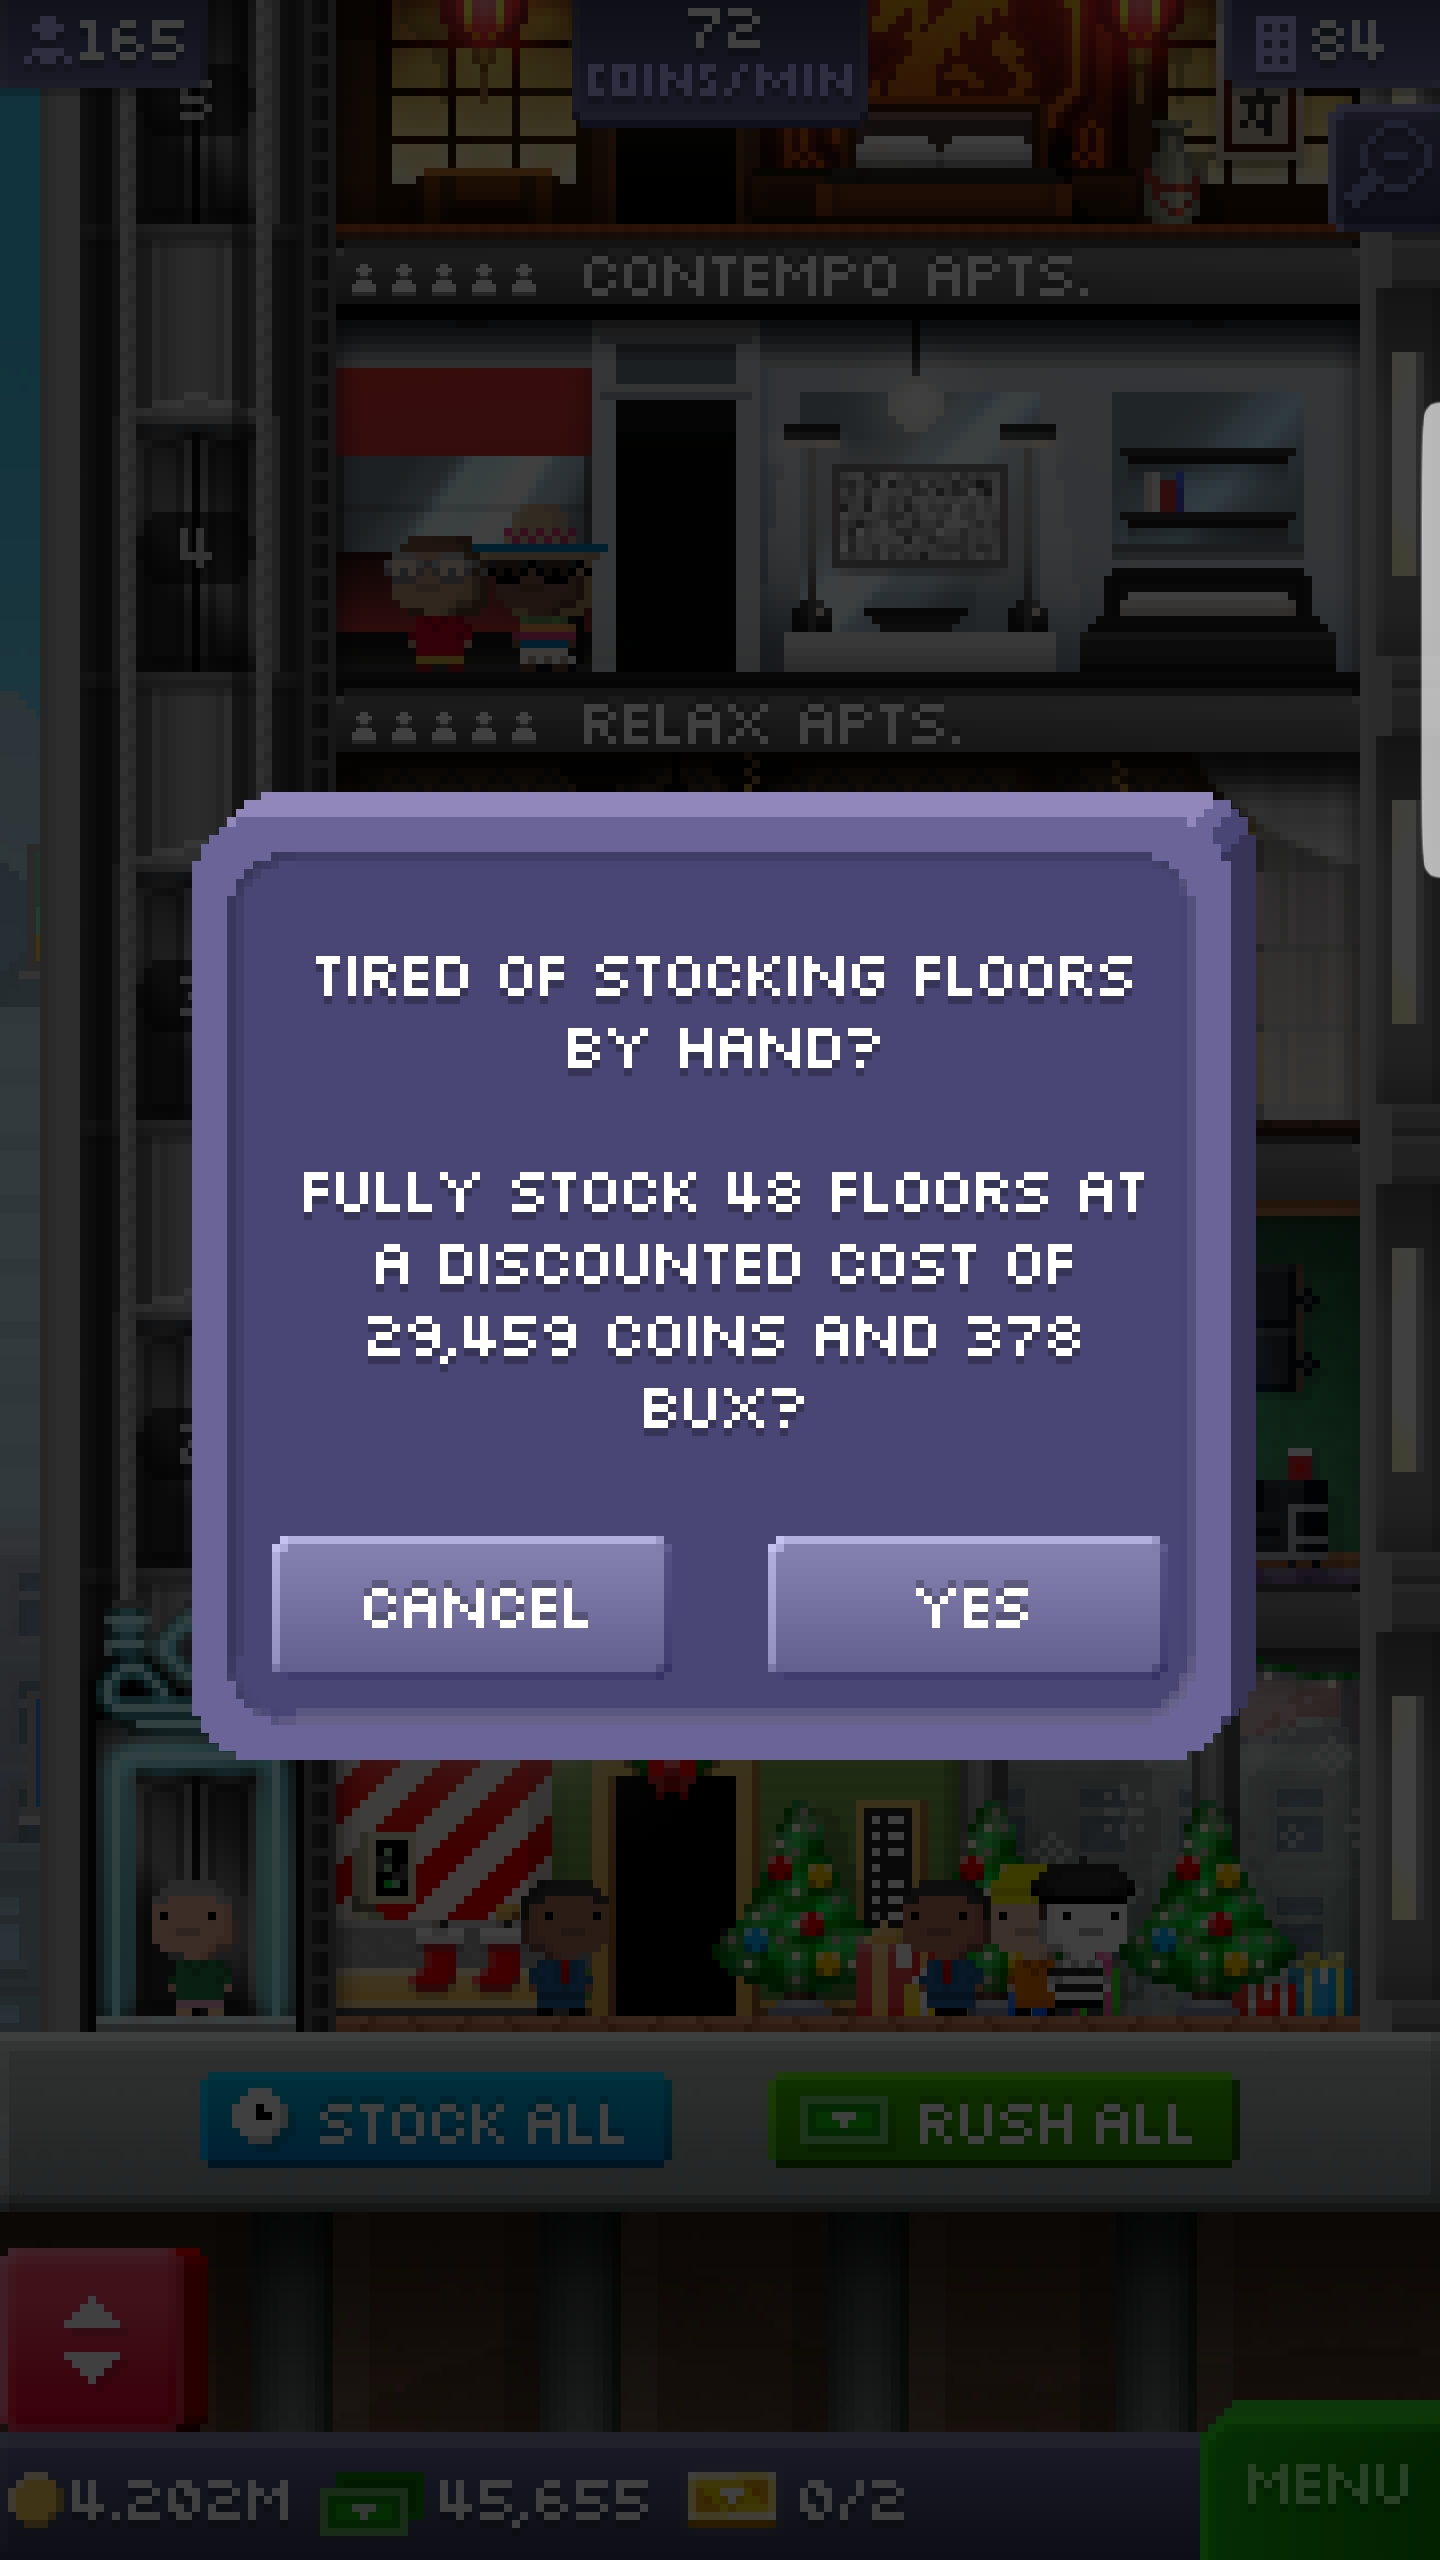 165
72
COINS/MIN
84
5
CONTEMPO APTS.
4
RELAX APTS.
TIRED OF STOCKING FLOORS
BY HAND?
FULLY STOCK 48 FLOORS AT
A DISCOUNTED COST OF
29,459 COINS AND 378
BUX?
CANCEL
YES
STOCK ALL
RUSH ALL
4.202M
45,655
0/2
MENU